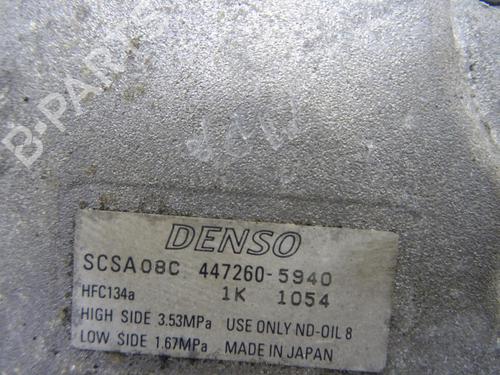 B-PARTS
DENSO
SCSA08C 447260-5940
HFC134a 1K 1054
HIGH SIDE 3.53MPa USE ONLY ND-OIL 8
LOW SIDE 1.67MPa MADE IN JAPAN